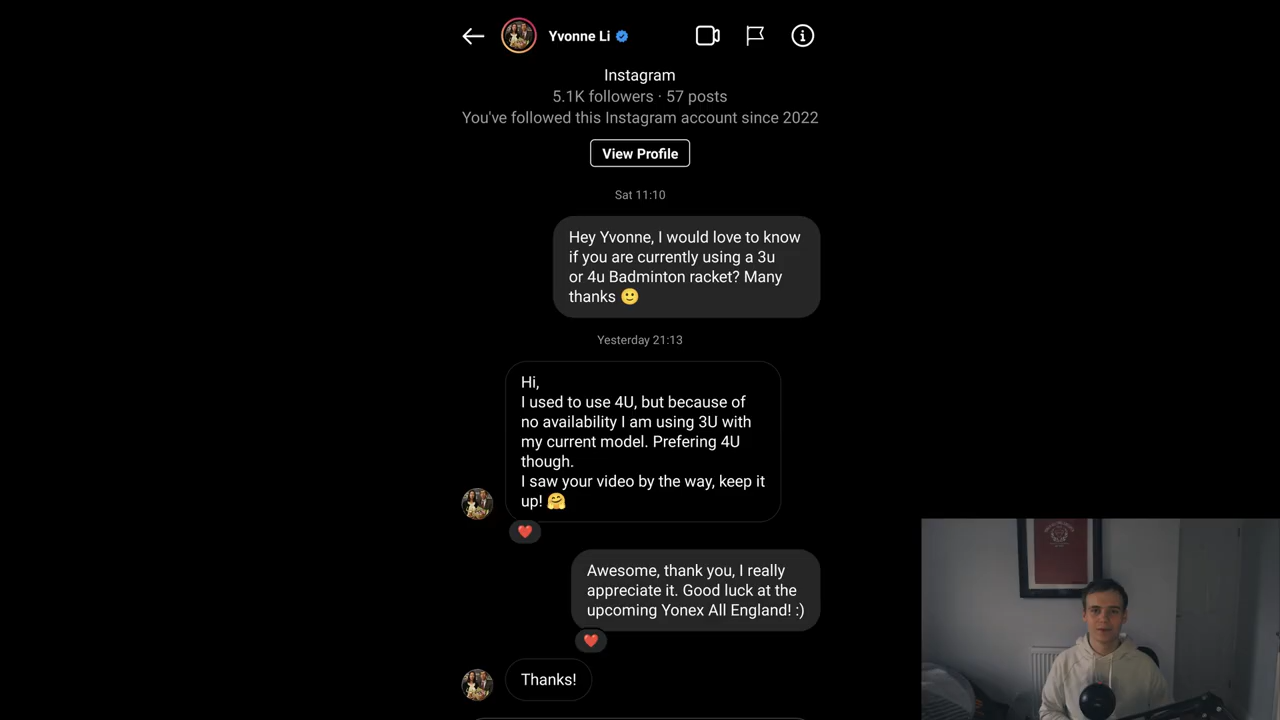 Yvonne Li
Instagram
5.1K followers · 57 posts
You've followed this Instagram account since 2022
View Profile
Sat 11:10
Hey Yvonne, I would love to know
if you are currently using a 3u
or 4u Badminton racket? Many
thanks 🙂
Yesterday 21:13
Hi,
I used to use 4U, but because of
no availability I am using 3U with
my current model. Prefering 4U
though.
I saw your video by the way, keep it
up! 🤗
Awesome, thank you, I really
appreciate it. Good luck at the
upcoming Yonex All England! :)
Thanks!